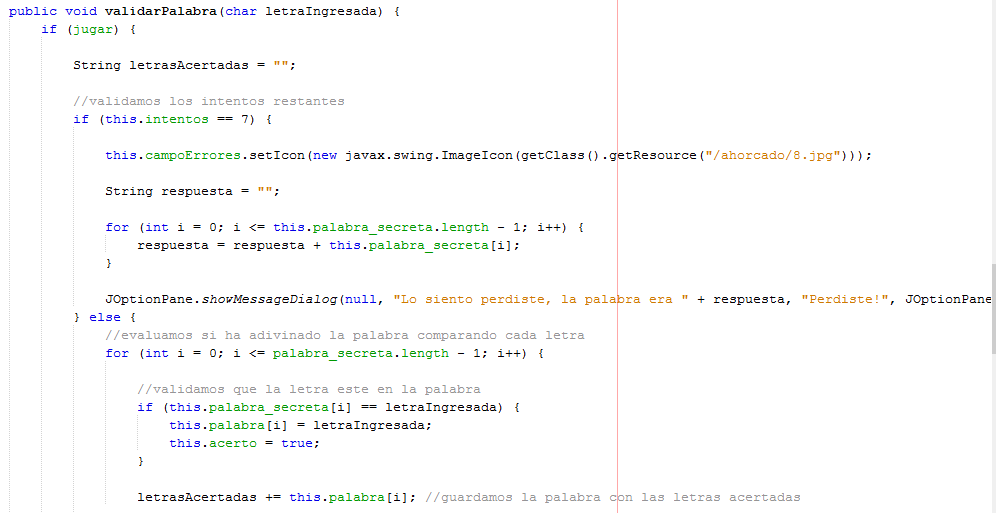 public void validarPalabra(char letraIngresada) {
if (jugar) {
String letrasAcertadas = "";
//validamos los intentos restantes
if (this.intentos == 7) {
this.campoErrores.setIcon(new javax.swing.ImageIcon(getClass().getResource("/ahorcado/8.jpg")));
String respuesta = "";
for (int i = 0; i <= this.palabra_secreta.length - 1; i++) {
respuesta = respuesta + this.palabra_secreta[i];
}
JOptionPane.showMessageDialog(null, "Lo siento perdiste, la palabra era " + respuesta, "Perdiste!", JOptionPane
} else {
//evaluamos si ha adivinado la palabra comparando cada letra
for (int i = 0; i <= palabra_secreta.length - 1; i++) {
//validamos que la letra este en la palabra
if (this.palabra_secreta[i] == letraIngresada) {
this.palabra[i] = letraIngresada;
this.acerto = true;
}
letrasAcertadas += this.palabra[i]; //guardamos la palabra con las letras acertadas